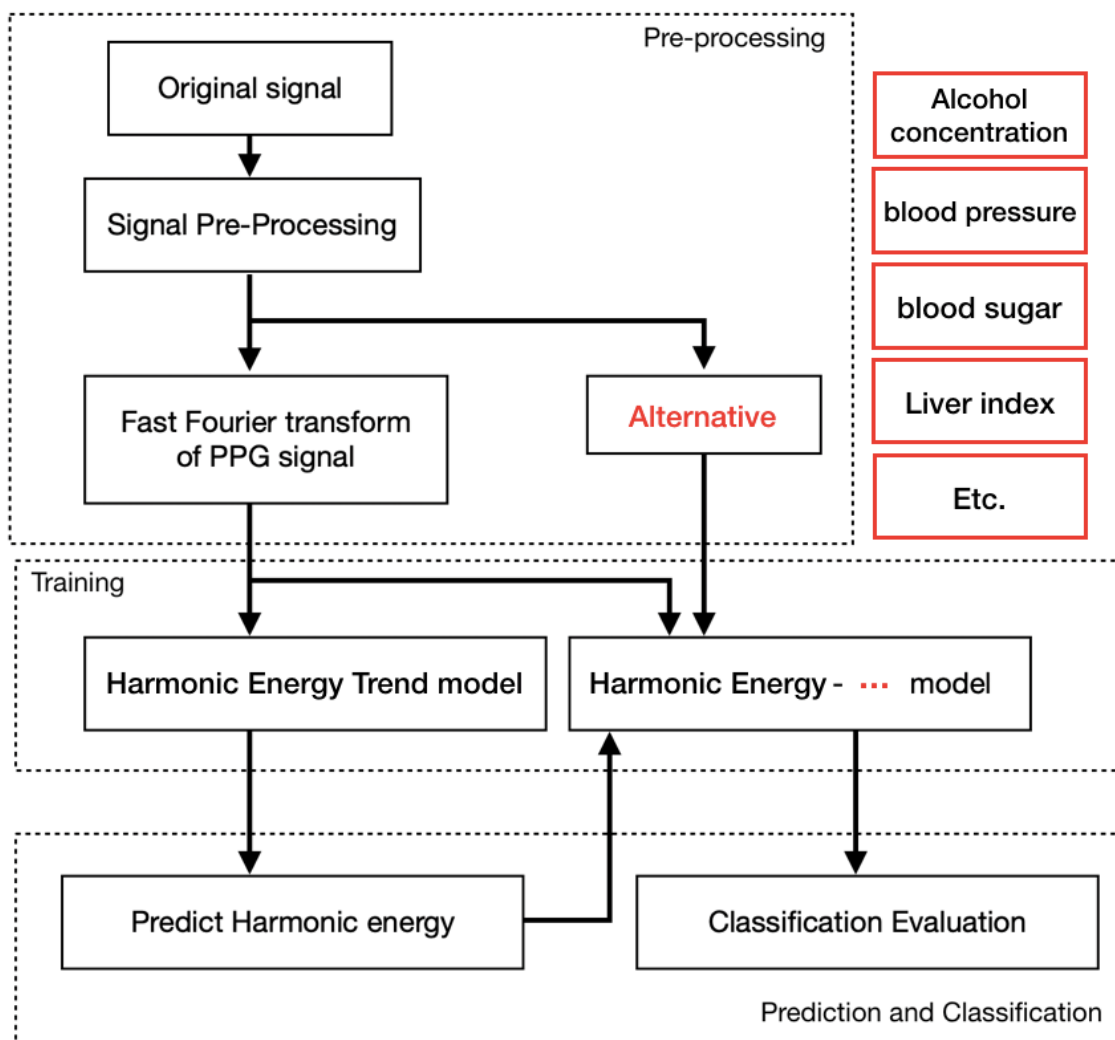 Pre-processing
Original signal
Alcohol
concentration
Signal Pre-Processing
blood pressure
blood sugar
Fast Fourier transform
of PPG signal
Alternative
Liver index
Etc.
Training
Harmonic Energy Trend model
Harmonic Energy - ... model
Predict Harmonic energy
Classification Evaluation
Prediction and Classification